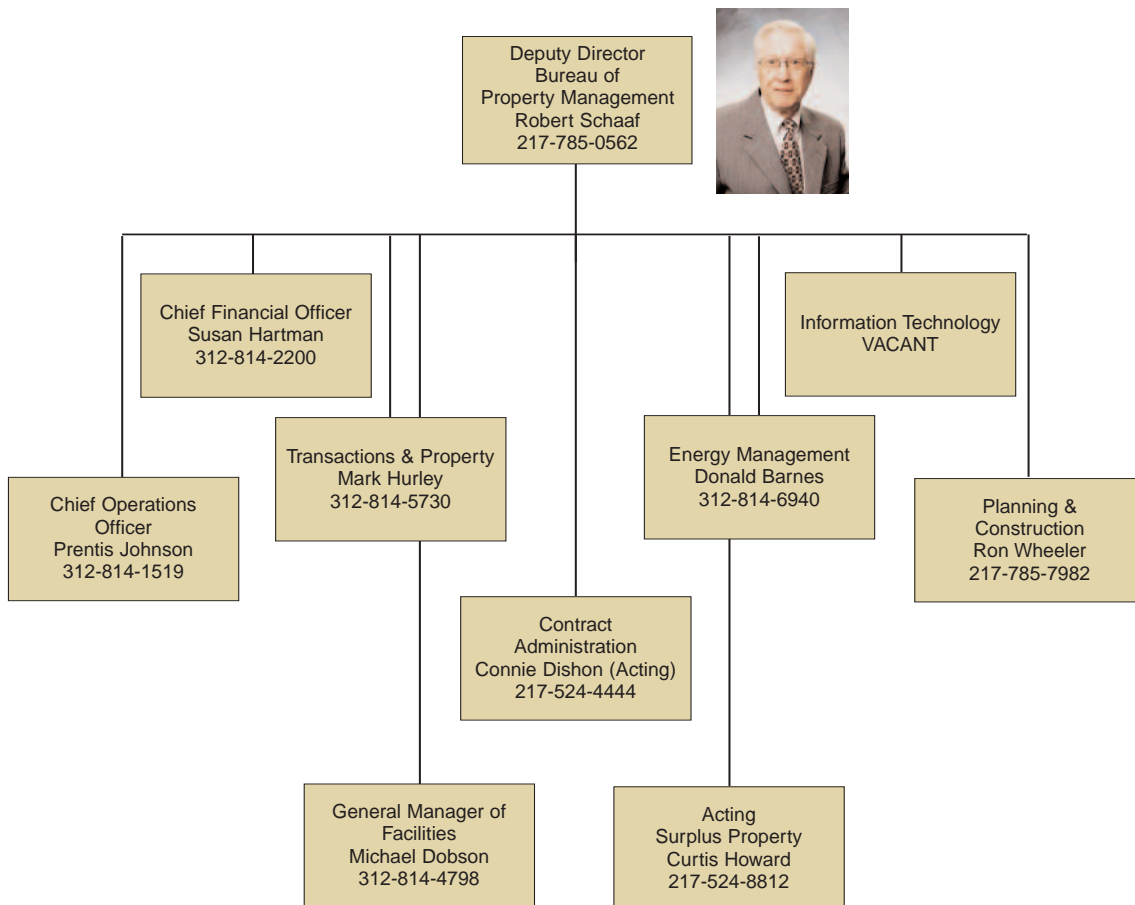 Deputy Director
Bureau of
Property Management
Robert Schaaf
217-785-0562
Chief Financial Officer
Susan Hartman
312-814-2200
Information Technology
VACANT
Transactions & Property
Mark Hurley
312-814-5730
Energy Management
Donald Barnes
312-814-6940
Chief Operations
Officer
Prentis Johnson
312-814-1519
Planning &
Construction
Ron Wheeler
217-785-7982
Contract
Administration
Connie Dishon (Acting)
217-524-4444
General Manager of
Facilities
Michael Dobson
312-814-4798
Acting
Surplus Property
Curtis Howard
217-524-8812